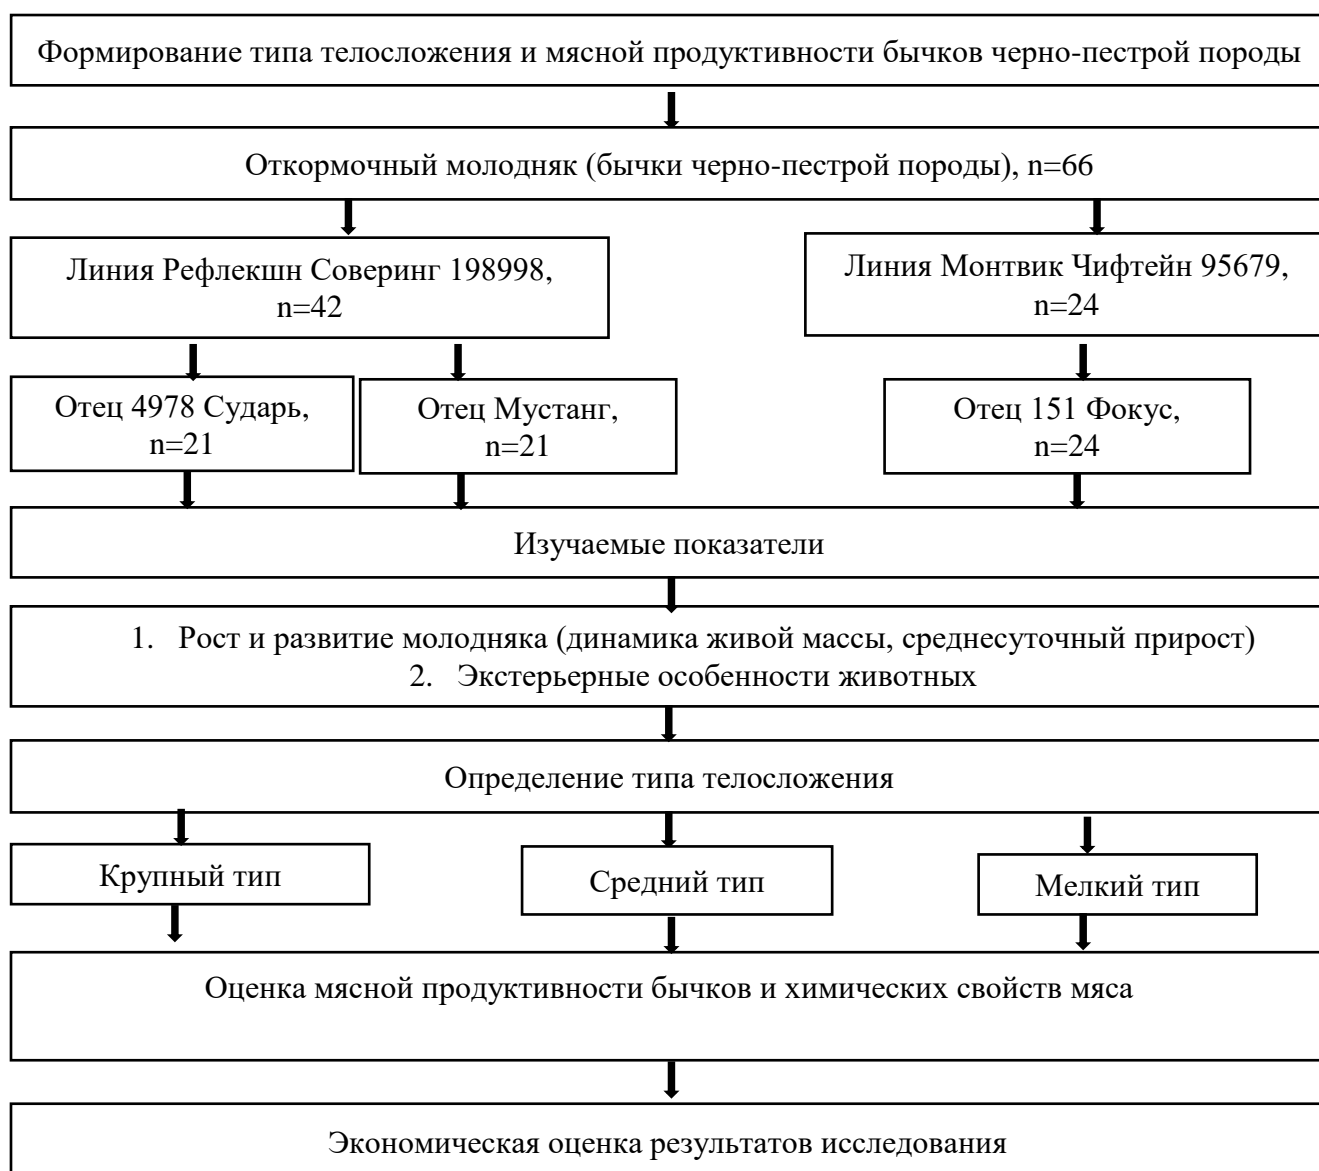 Формирование типа телосложения и мясной продуктивности бычков черно-пестрой породы
Откормочный молодняк (бычки черно-пестрой породы), n=66
Линия Рефлекшн Соверинг 198998,
n=42
Линия Монтвик Чифтейн 95679,
n=24
Отец 4978 Сударь,
n=21
Отец Мустанг,
n=21
Отец 151 Фокус,
n=24
Изучаемые показатели
1. Рост и развитие молодняка (динамика живой массы, среднесуточный прирост)
2. Экстерьерные особенности животных
Определение типа телосложения
Крупный тип
Средний тип
Мелкий тип
Оценка мясной продуктивности бычков и химических свойств мяса
Экономическая оценка результатов исследования